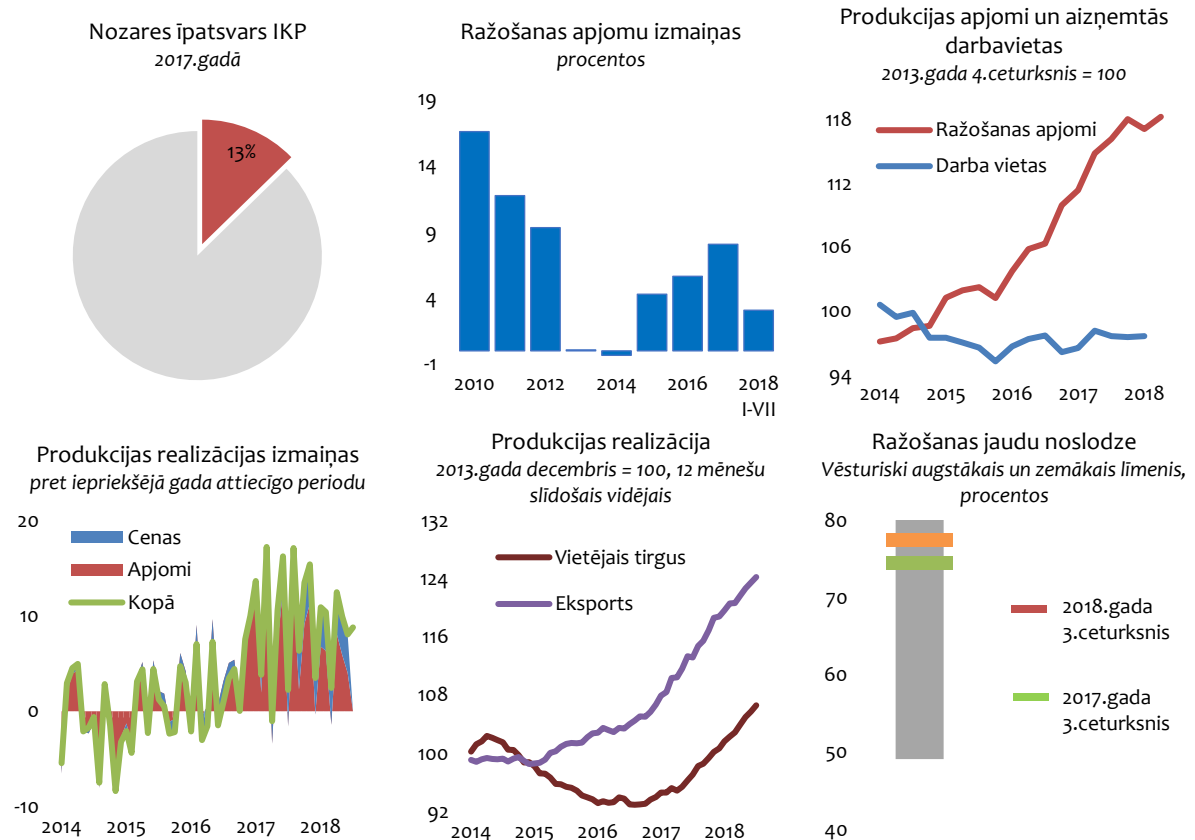 Nozares īpatsvars IKP
2017.gadā
13%
Ražošanas apjomu izmaiņas
procentos
19
14
9
4
-1
2010
2012
2014
2016
2018
I-VII
Produkcijas apjomi un aizņemtās
darbavietas
2013.gada 4.ceturksnis = 100
118
112
106
100
94
Ražošanas apjomi
Darba vietas
2014
2015
2016
2017
2018
Produkcijas realizācijas izmaiņas
pret iepriekšējā gada attiecīgo periodu
20
10
0
-10
Cenas
Apjomi
Kopā
2014
2015
2016
2017
2018
Produkcijas realizācija
2013.gada decembris = 100, 12 mēnešu
slīdošais vidējais
132
124
116
108
100
92
Vietējais tirgus
Eksports
2014
2015
2016
2017
2018
Ražošanas jaudu noslodze
Vēsturiski augstākais un zemākais līmenis,
procentos
80
70
60
50
40
2018.gada
3.ceturksnis
2017.gada
3.ceturksnis